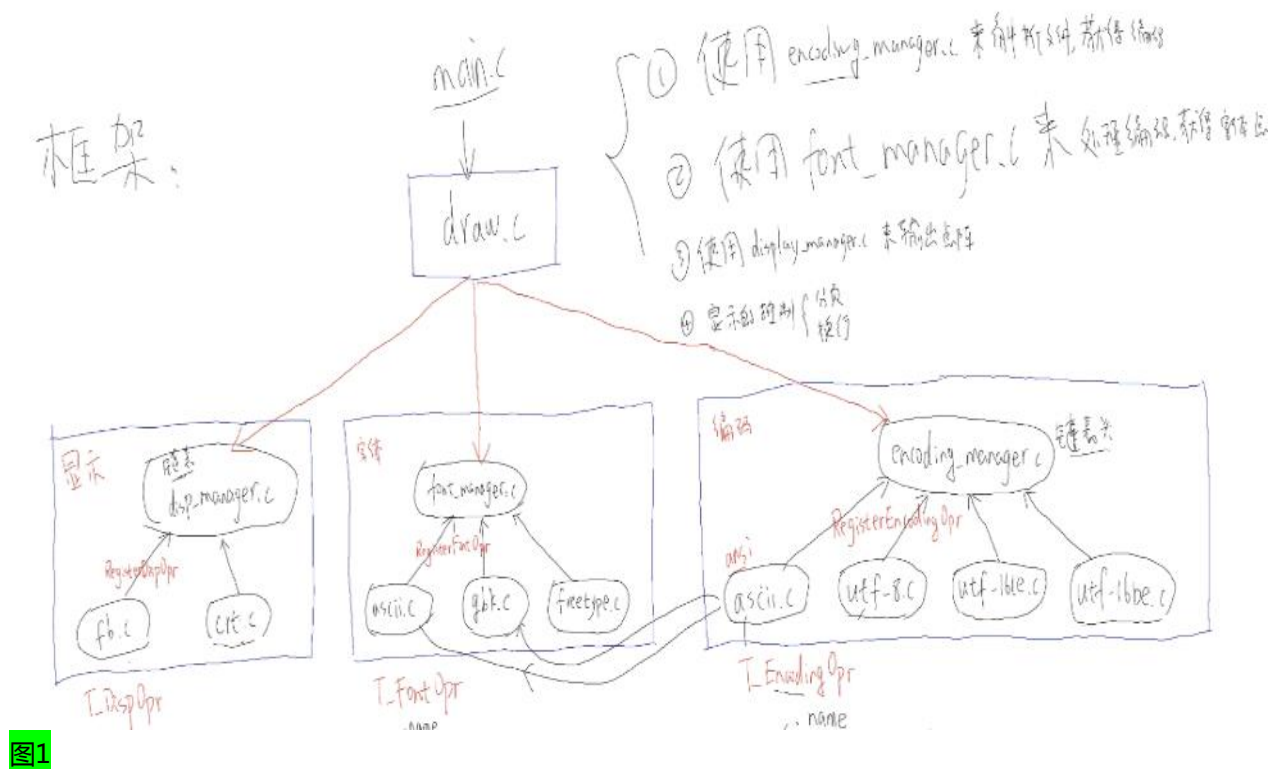 框架:
main.c
draw.c
① 使用 encoding_manager.c 来解析文件,获得编码
② 使用 font_manager.c 来处理编码,获得字体点
③ 使用 display_manager.c 来输出点阵
④ 显示的控制 { 分页
换行
显示
链表
disp_manager.c
RegisterDispOpr
fb.c
crt.c
T_DispOpr
字体
font_manager.c
RegisterFontOpr
ascii.c
gbk.c
freetype.c
T_FontOpr
name
编码
encoding_manager.c
链表头
RegisterEncodingOpr
ansi
ascii.c
utf-8.c
utf-16le.c
utf-16be.c
T_EncodingOpr
name
图1